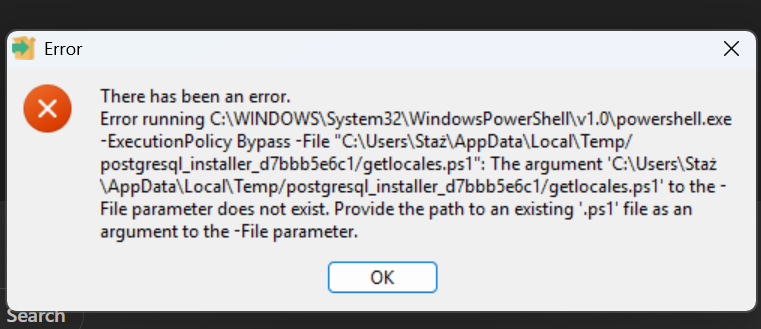 Error
There has been an error.
Error running C:\WINDOWS\System32\WindowsPowerShell\v1.0\powershell.exe
-ExecutionPolicy Bypass -File "C:\Users\Staż\AppData\Local\Temp/
postgresql_installer_d7bbb5e6c1/getlocales.ps1": The argument 'C:\Users\Staż
\AppData\Local\Temp/postgresql_installer_d7bbb5e6c1/getlocales.ps1' to the -
File parameter does not exist. Provide the path to an existing '.ps1' file as an
argument to the -File parameter.
OK
Search